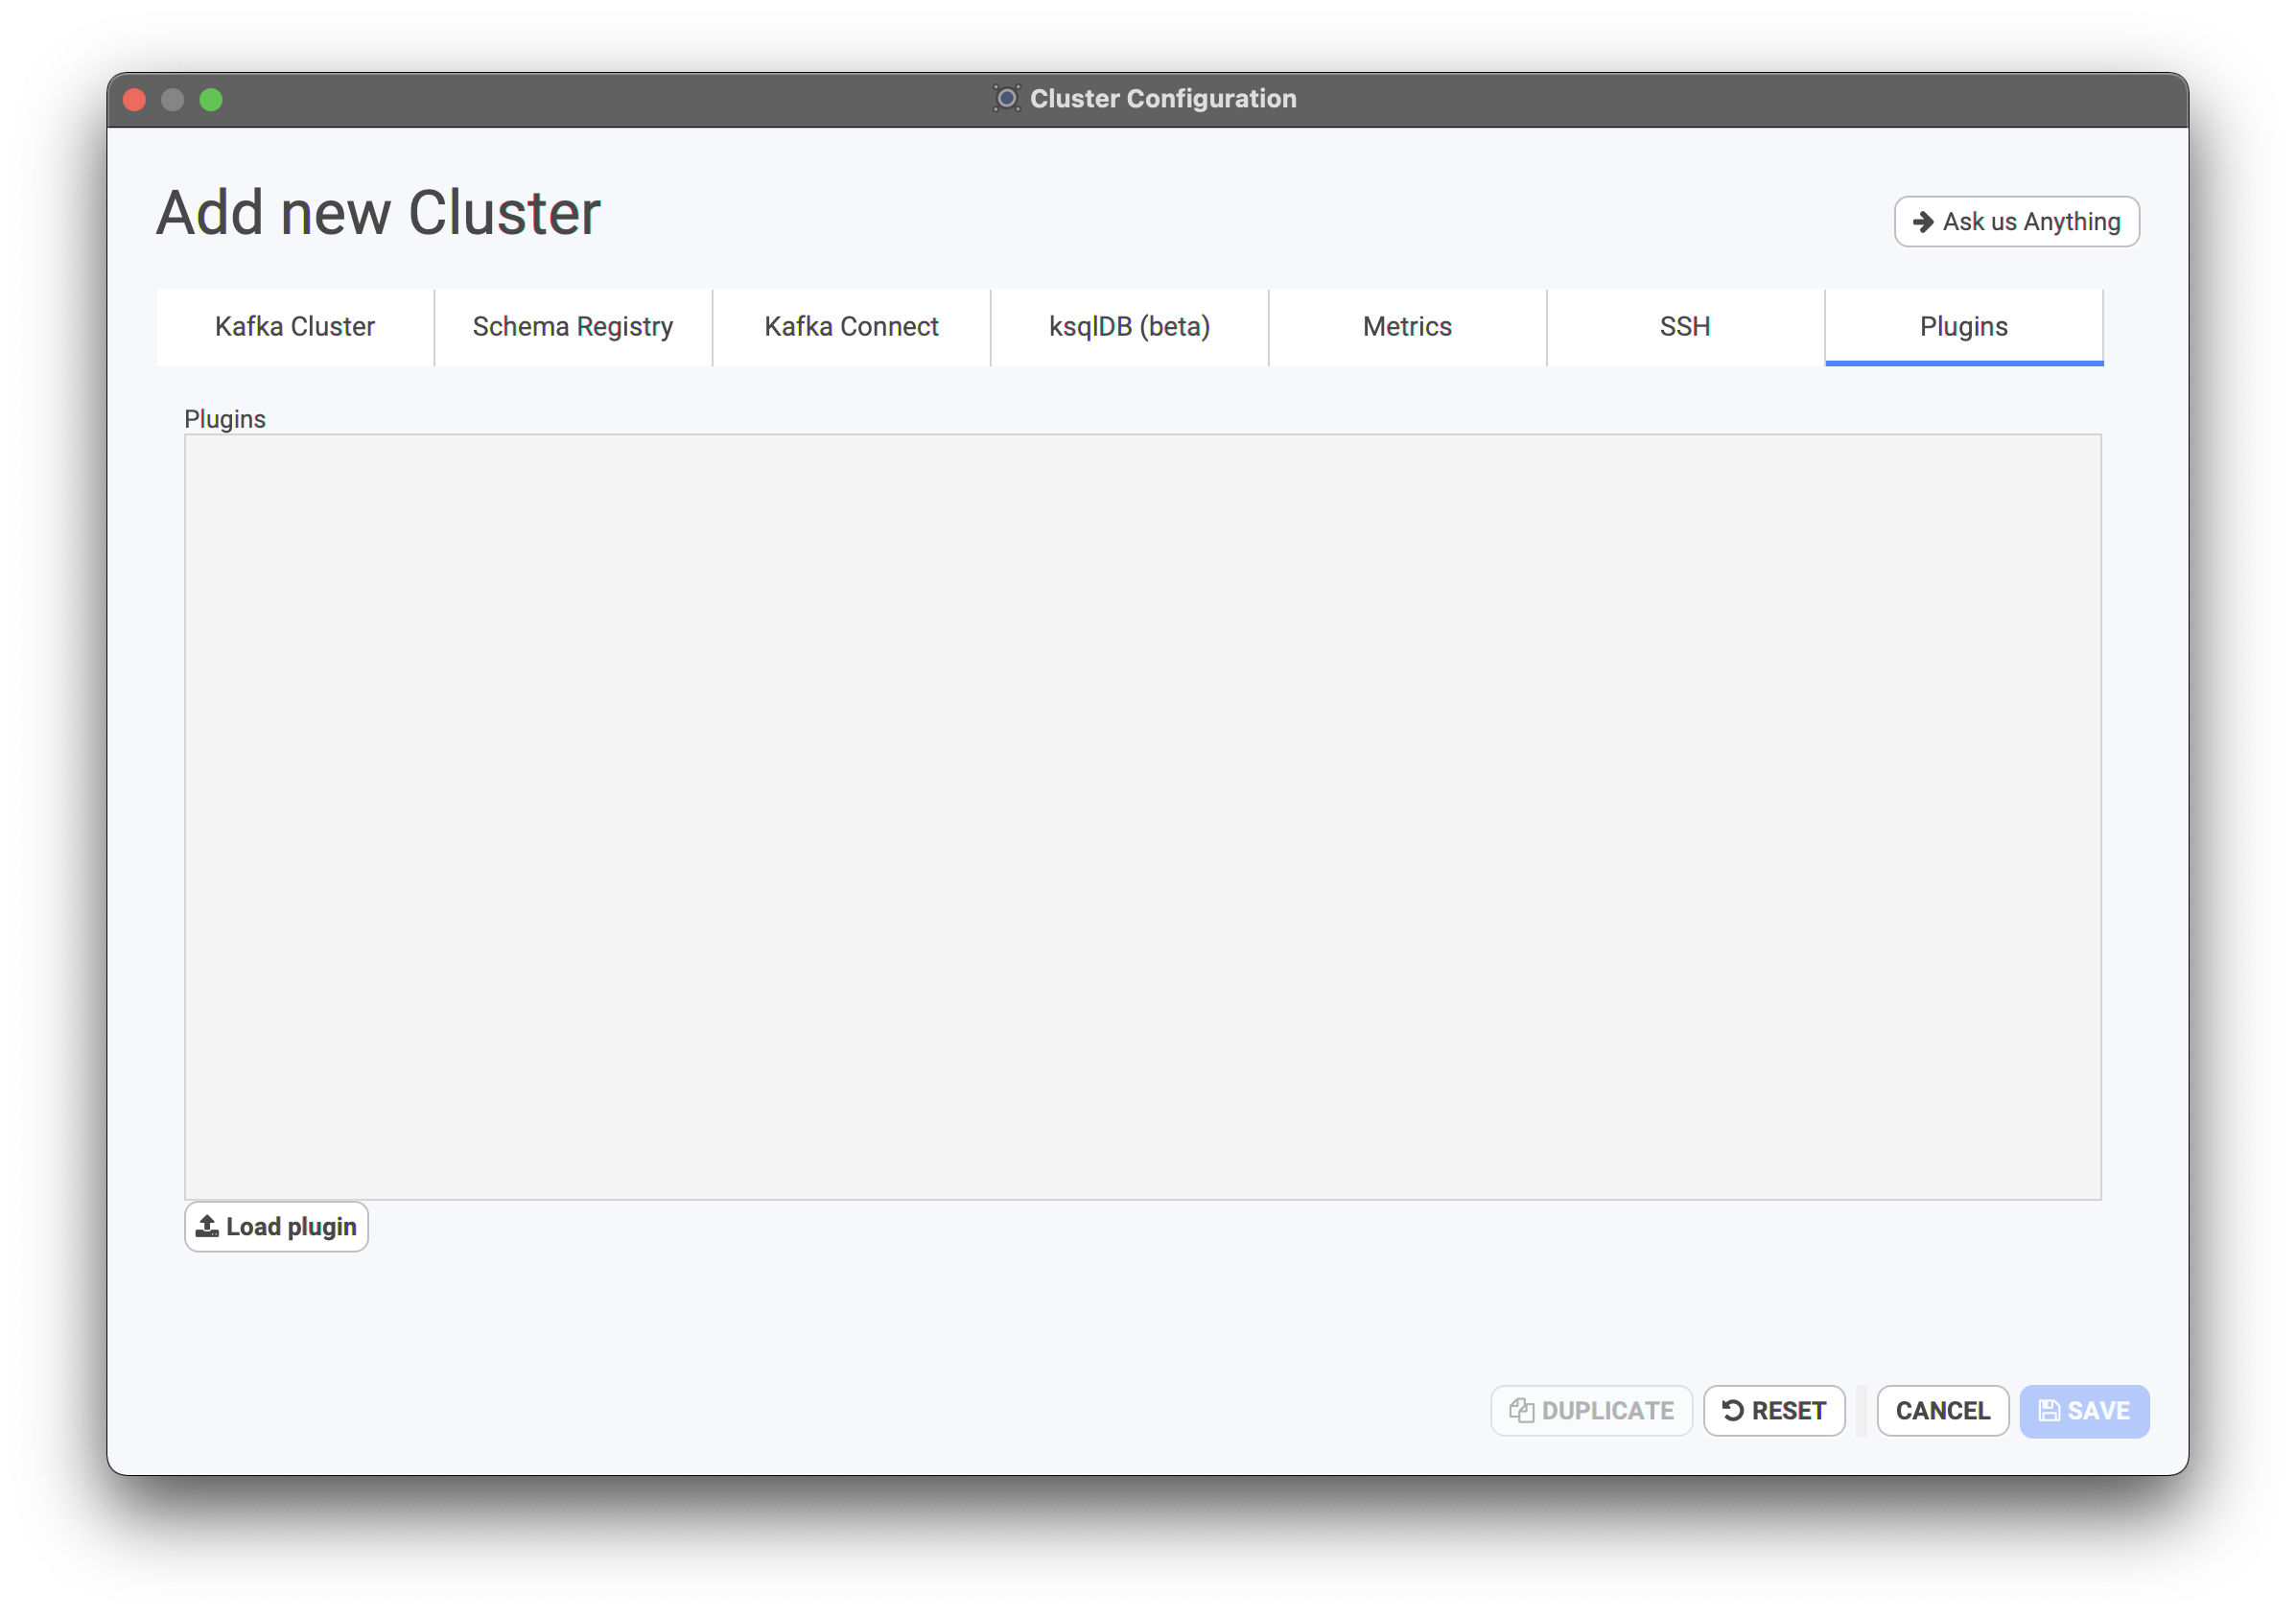 Cluster Configuration
Add new Cluster
Ask us Anything
Kafka Cluster
Schema Registry
Kafka Connect
ksqlDB (beta)
Metrics
SSH
Plugins
Plugins
Load plugin
DUPLICATE
RESET
CANCEL
SAVE